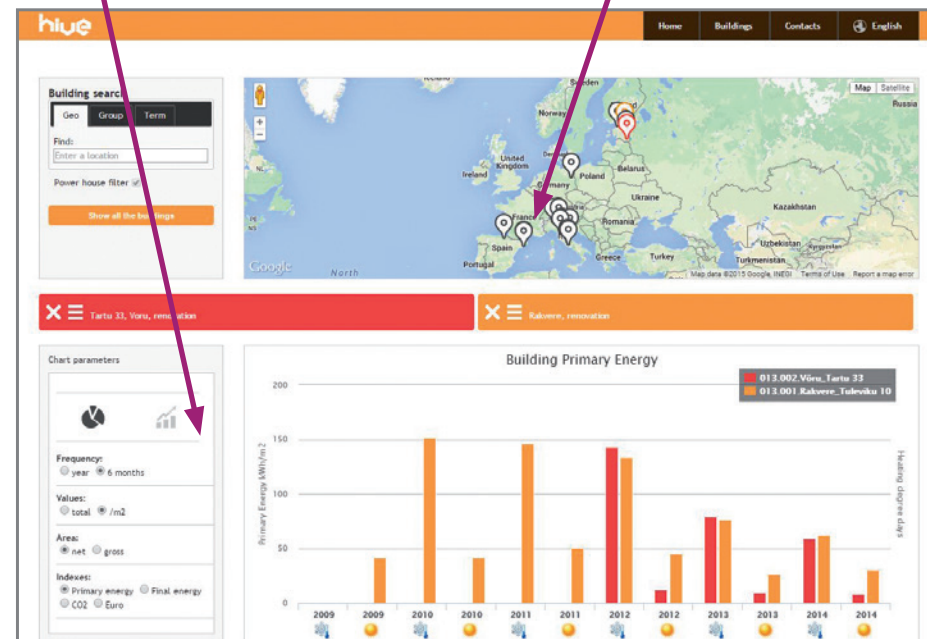 hive
Home Buildings Contacts English
Building search
Geo Group Term
Find:
Enter a location
Power house filter
Show all the buildings
Map Satellite
Russia
Norway
United
Kingdom
Ireland
Poland
Belarus
Germany
Ukraine
Kazakhstan
France
Romania
Spain
Portugal
Greece
Turkey
Uzbekistan
Turkmenistan
Google
North
Map data ©2015 Google, INEGI Terms of Use Report a map error
Tartu 33, Voru, renovation
Rakvere, renovation
Chart parameters
Frequency:
year 6 months
Values:
total /m2
Area:
net gross
Indexes:
Primary energy Final energy
CO2 Euro
Building Primary Energy
013.002.Võru_Tartu 33
013.001.Rakvere_Tuleviku 10
Primary Energy kWh/m2
200
150
100
50
0
Heating degree days
2009 2009 2010 2010 2011 2011 2012 2012 2013 2013 2014 2014